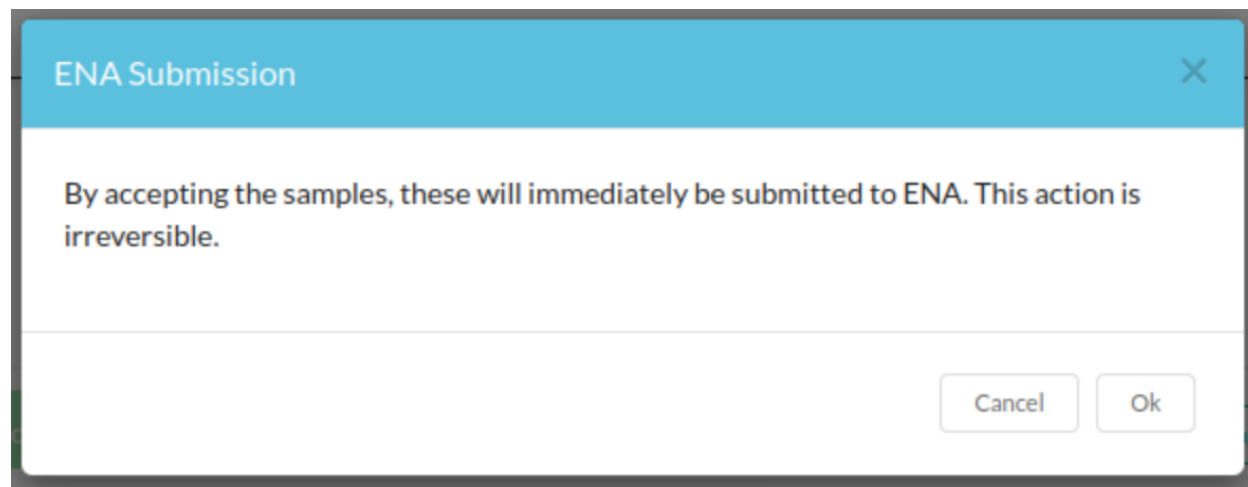 ENA Submission
By accepting the samples, these will immediately be submitted to ENA. This action is
irreversible.
Cancel
Ok